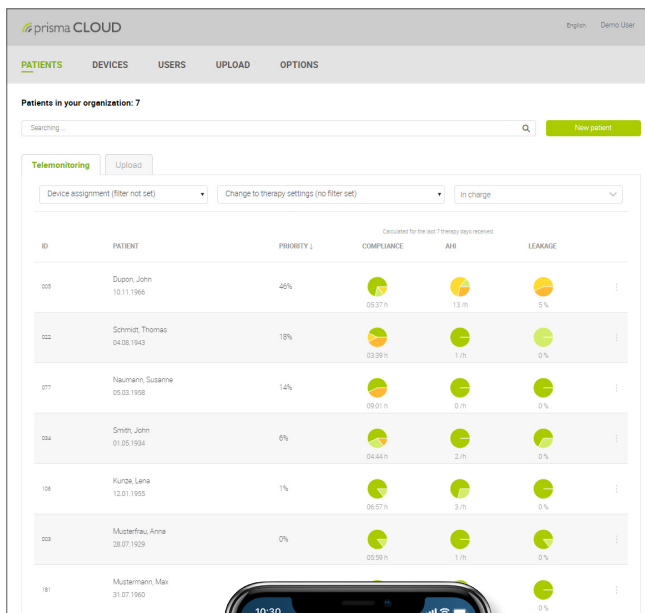 prisma CLOUD
English Demo User
PATIENTS DEVICES USERS UPLOAD OPTIONS
Patients in your organization: 7
Searching ... New patient
Telemonitoring Upload
Device assignment (filter not set) Change to therapy settings (no filter set) In charge
Calculated for the last 7 therapy days received
ID PATIENT PRIORITY ↓ COMPLIANCE AHI LEAKAGE
005 Dupon, John 46%
10.11.1966
05:37 h 13 /h 5 %
022 Schmidt, Thomas 18%
04.08.1943
03:39 h 1 /h 0 %
077 Naumann, Susanne 14%
05.03.1958
09:01 h 0 /h 0 %
034 Smith, John 6%
01.05.1934
04:44 h 2 /h 0 %
106 Kunze, Lena 1%
12.01.1955
06:57 h 3 /h 0 %
003 Musterfrau, Anna 0%
28.07.1929
05:59 h 1 /h 0 %
181 Mustermann, Max
31.07.1960
0 %
10:30